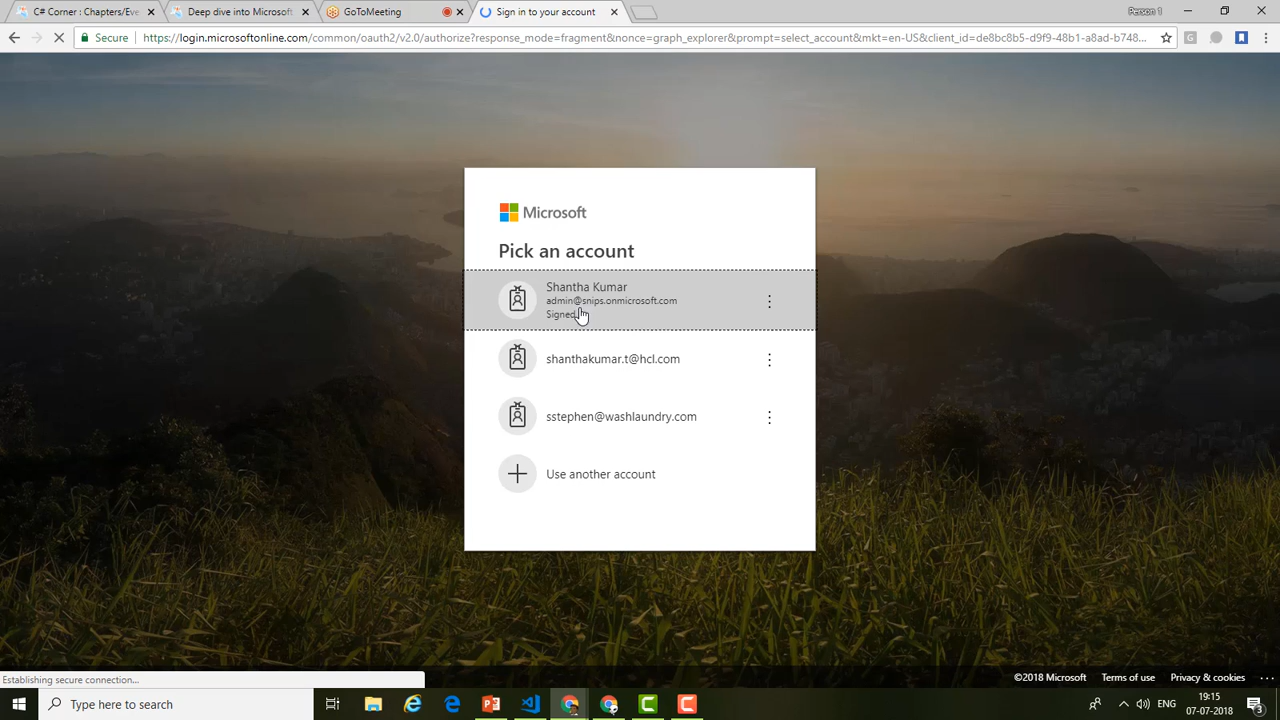 C# Corner : Chapters/Eve
Deep dive into Microsoft
GoToMeeting
Sign in to your account
Person 1
Secure
https://login.microsoftonline.com/common/oauth2/v2.0/authorize?response_mode=fragment&nonce=graph_explorer&prompt=select_account&mkt=en-US&client_id=de8bc8b5-d9f9-48b1-a8ad-b748...
Microsoft
Pick an account
Shantha Kumar
admin@snips.onmicrosoft.com
Signed
shanthakumar.t@hcl.com
sstephen@washlaundry.com
Use another account
Establishing secure connection...
©2018 Microsoft
Terms of use
Privacy & cookies
...
Type here to search
ENG
19:15
07-07-2018
3